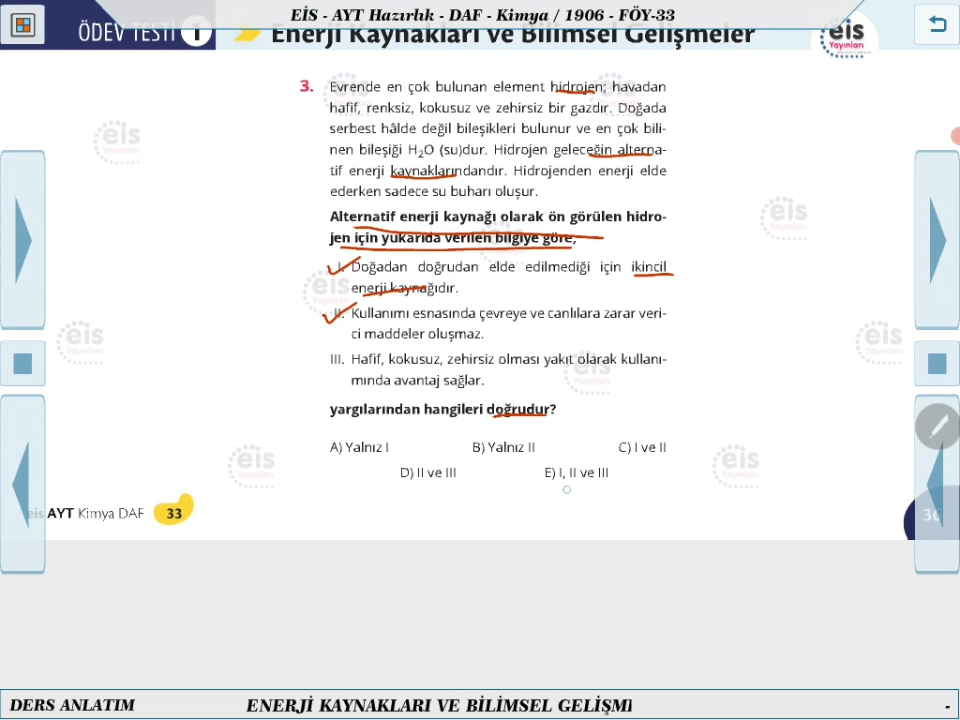 EİS - AYT Hazırlık - DAF - Kimya / 1906 - FÖY-33
ÖDEV TESTİ 1
Enerji Kaynakları ve Bilimsel Gelişmeler
eis
Yayınları
3. Evrende en çok bulunan element hidrojen; havadan
hafif, renksiz, kokusuz ve zehirsiz bir gazdır. Doğada
serbest hâlde değil bileşikleri bulunur ve en çok bili-
nen bileşiği H₂O (su)dur. Hidrojen geleceğin alterna-
tif enerji kaynaklarındandır. Hidrojenden enerji elde
ederken sadece su buharı oluşur.
Alternatif enerji kaynağı olarak ön görülen hidro-
jen için yukarıda verilen bilgiye göre,
I. Doğadan doğrudan elde edilmediği için ikincil
enerji kaynağıdır.
II. Kullanımı esnasında çevreye ve canlılara zarar veri-
ci maddeler oluşmaz.
III. Hafif, kokusuz, zehirsiz olması yakıt olarak kullanı-
mında avantaj sağlar.
yargılarından hangileri doğrudur?
A) Yalnız I B) Yalnız II C) I ve II
D) II ve III E) I, II ve III
eis AYT Kimya DAF 33
DERS ANLATIM ENERJİ KAYNAKLARI VE BİLİMSEL GELİŞMİ -